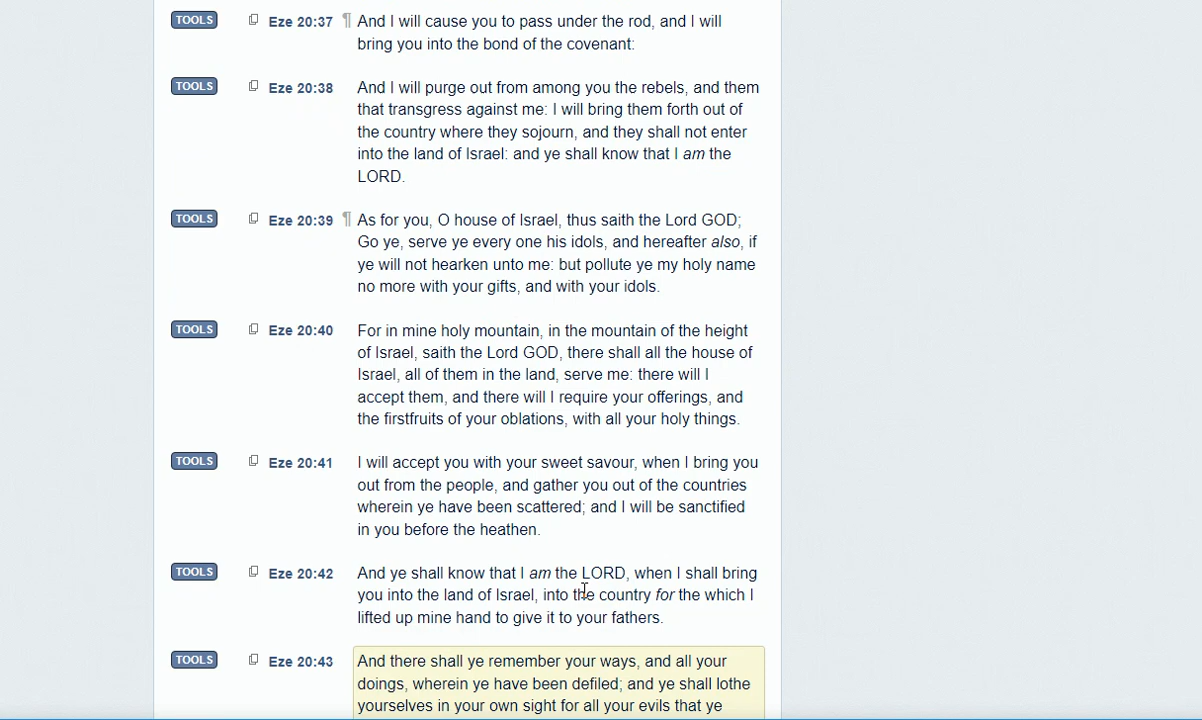 TOOLS Eze 20:37 ¶ And I will cause you to pass under the rod, and I will
bring you into the bond of the covenant:
TOOLS Eze 20:38 And I will purge out from among you the rebels, and them
that transgress against me: I will bring them forth out of
the country where they sojourn, and they shall not enter
into the land of Israel: and ye shall know that I am the
LORD.
TOOLS Eze 20:39 ¶ As for you, O house of Israel, thus saith the Lord GOD;
Go ye, serve ye every one his idols, and hereafter also, if
ye will not hearken unto me: but pollute ye my holy name
no more with your gifts, and with your idols.
TOOLS Eze 20:40 For in mine holy mountain, in the mountain of the height
of Israel, saith the Lord GOD, there shall all the house of
Israel, all of them in the land, serve me: there will I
accept them, and there will I require your offerings, and
the firstfruits of your oblations, with all your holy things.
TOOLS Eze 20:41 I will accept you with your sweet savour, when I bring you
out from the people, and gather you out of the countries
wherein ye have been scattered; and I will be sanctified
in you before the heathen.
TOOLS Eze 20:42 And ye shall know that I am the LORD, when I shall bring
you into the land of Israel, into the country for the which I
lifted up mine hand to give it to your fathers.
TOOLS Eze 20:43 And there shall ye remember your ways, and all your
doings, wherein ye have been defiled; and ye shall lothe
yourselves in your own sight for all your evils that ye